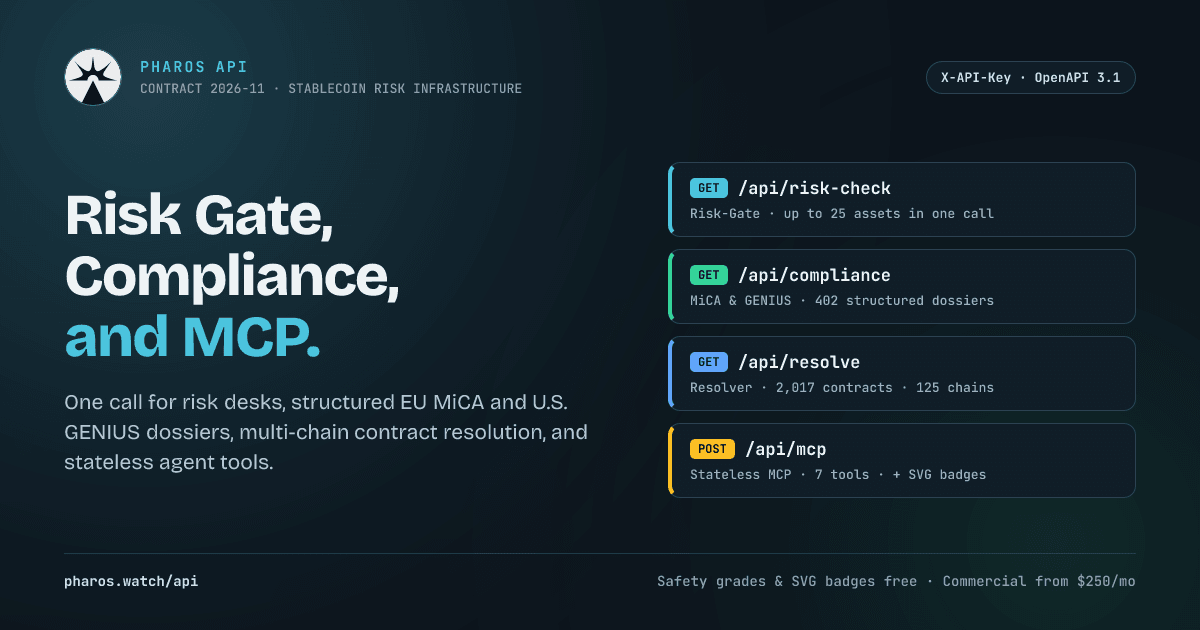 PHAROS API
CONTRACT 2026-11 · STABLECOIN RISK INFRASTRUCTURE
X-API-Key · OpenAPI 3.1
Risk Gate,
Compliance,
and MCP.
One call for risk desks, structured EU MiCA and U.S.
GENIUS dossiers, multi-chain contract resolution, and
stateless agent tools.
GET /api/risk-check
Risk-Gate · up to 25 assets in one call
GET /api/compliance
MiCA & GENIUS · 402 structured dossiers
GET /api/resolve
Resolver · 2,017 contracts · 125 chains
POST /api/mcp
Stateless MCP · 7 tools · + SVG badges
pharos.watch/api
Safety grades & SVG badges free · Commercial from $250/mo